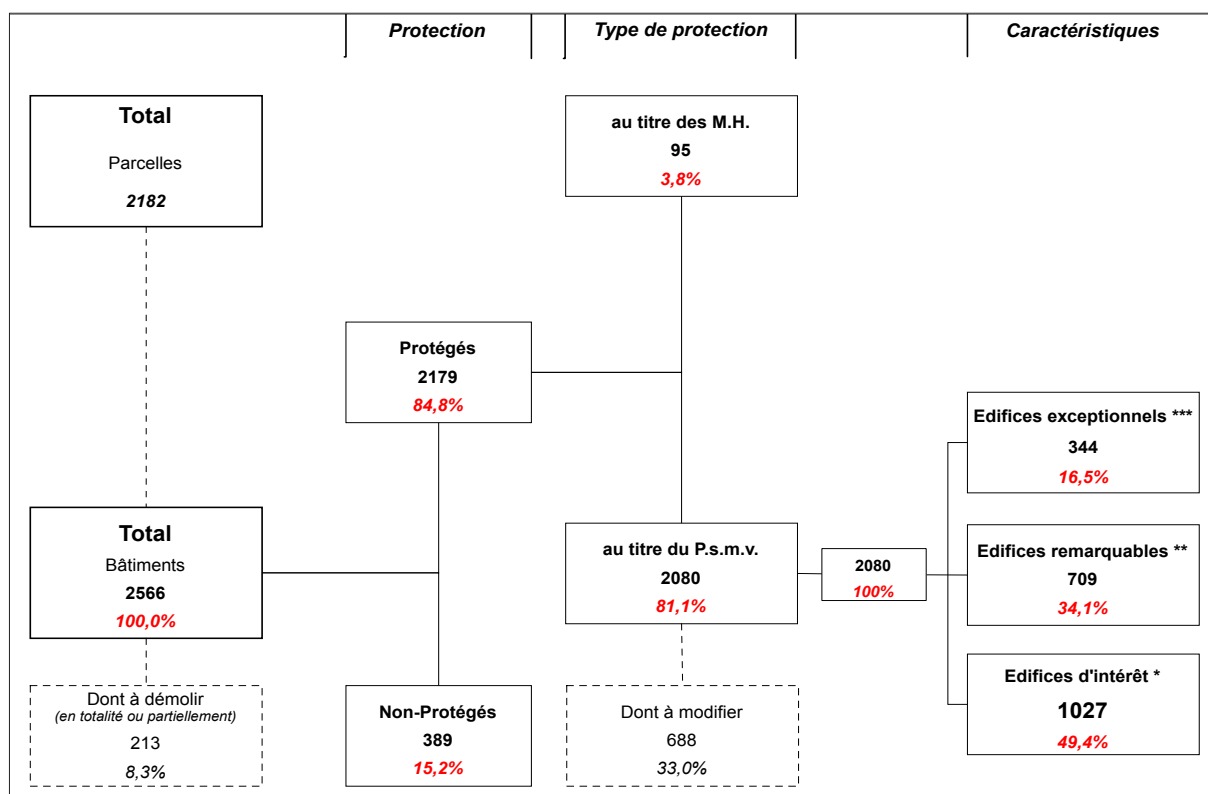 Protection
Type de protection
Caractéristiques
Total
Parcelles
2182
au titre des M.H.
95
3,8%
Protégés
2179
84,8%
Edifices exceptionnels ***
344
16,5%
Total
Bâtiments
2566
100,0%
au titre du P.s.m.v.
2080
81,1%
2080
100%
Edifices remarquables **
709
34,1%
Dont à démolir
(en totalité ou partiellement)
213
8,3%
Non-Protégés
389
15,2%
Dont à modifier
688
33,0%
Edifices d'intérêt *
1027
49,4%